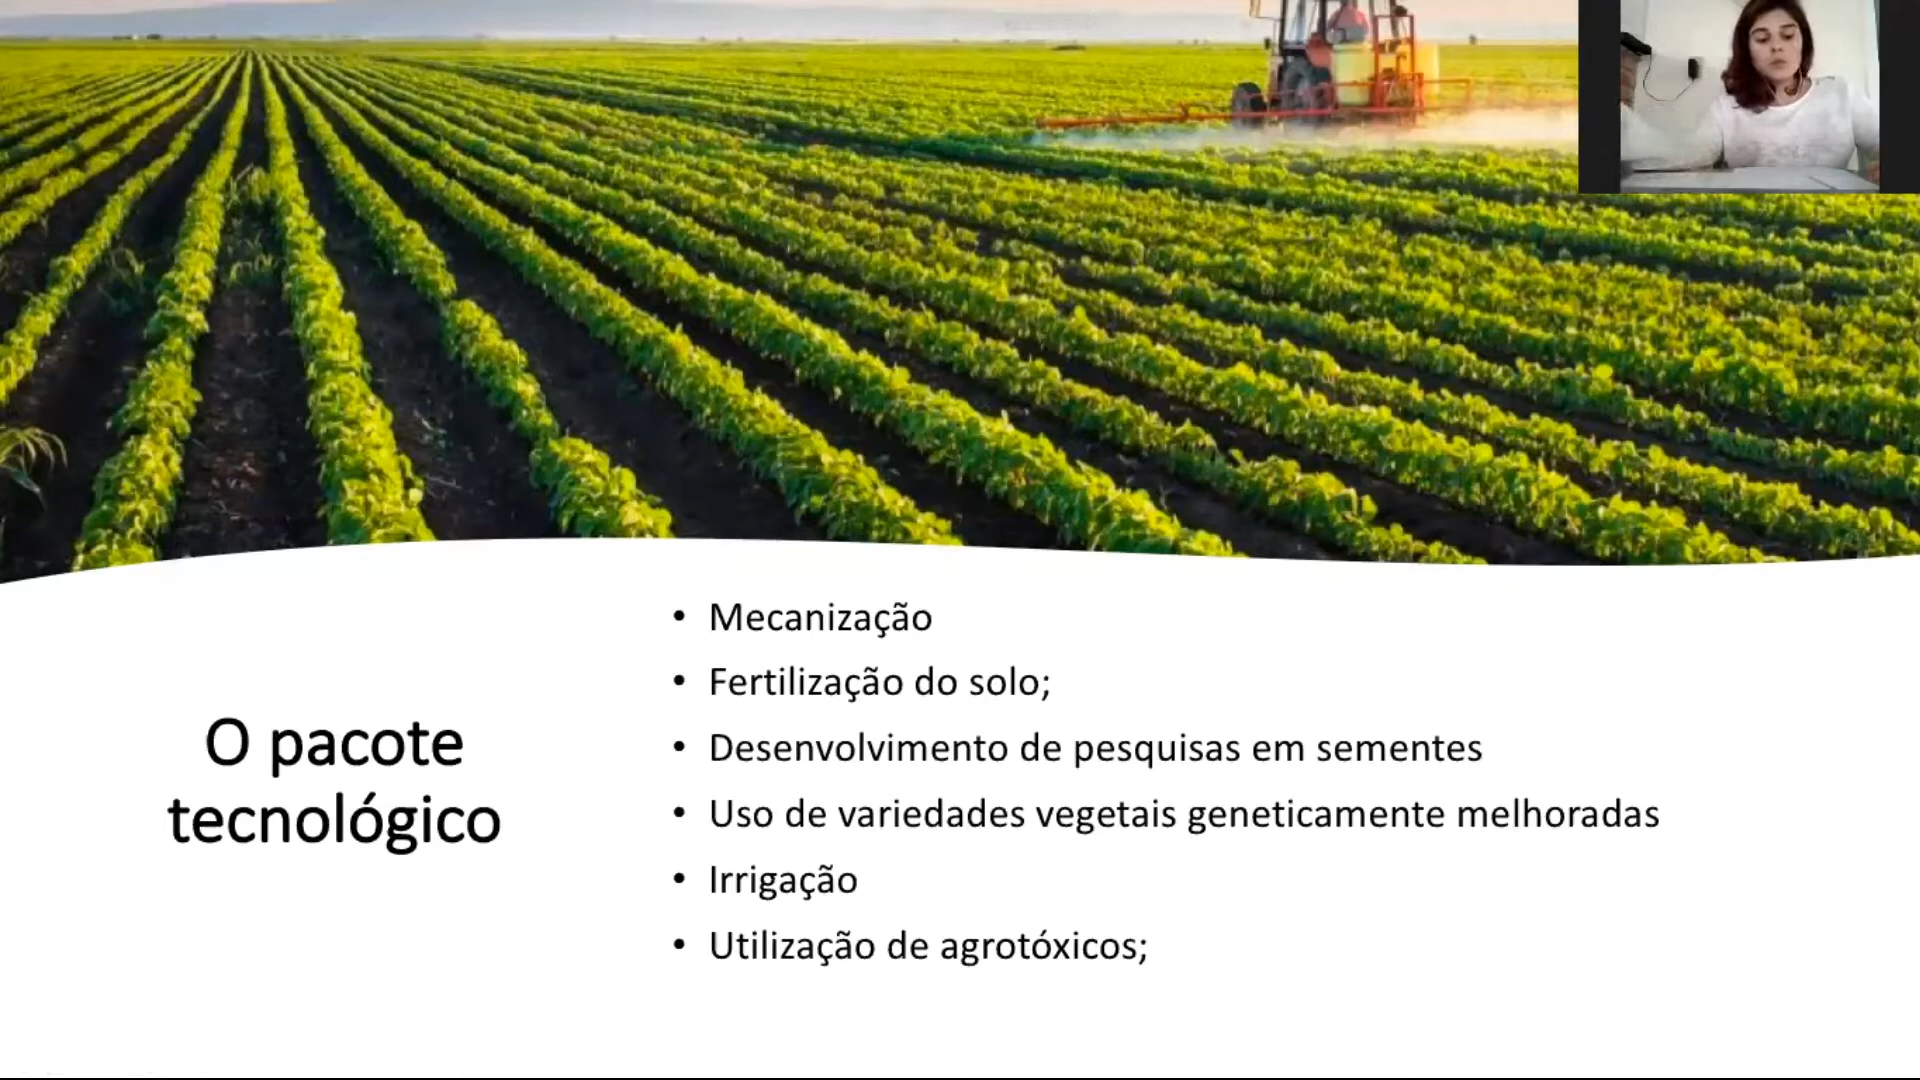 O pacote
tecnológico
• Mecanização
• Fertilização do solo;
• Desenvolvimento de pesquisas em sementes
• Uso de variedades vegetais geneticamente melhoradas
• Irrigação
• Utilização de agrotóxicos;